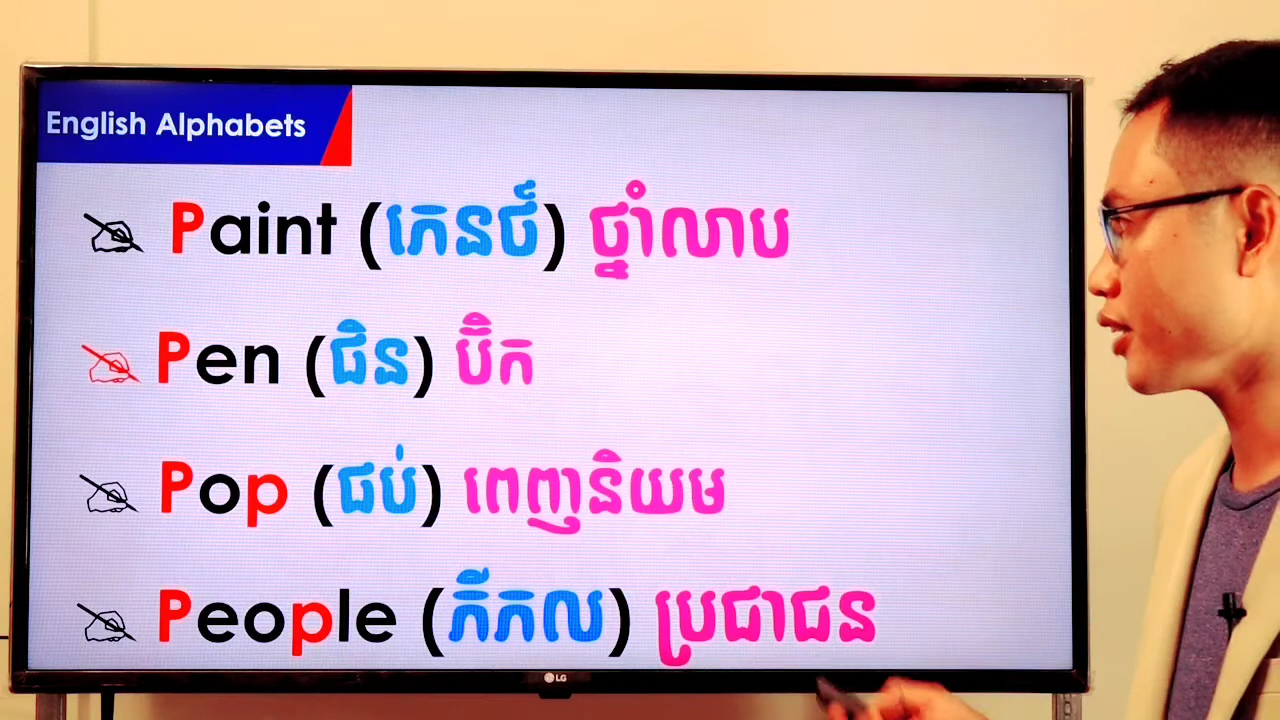 English Alphabets
Paint (ភេនថ៍) ថ្នាំលាប
Pen (ផិន) ប៊ិក
Pop (ផប់) ពេញនិយម
People (ភីភល) ប្រជាជន
LG